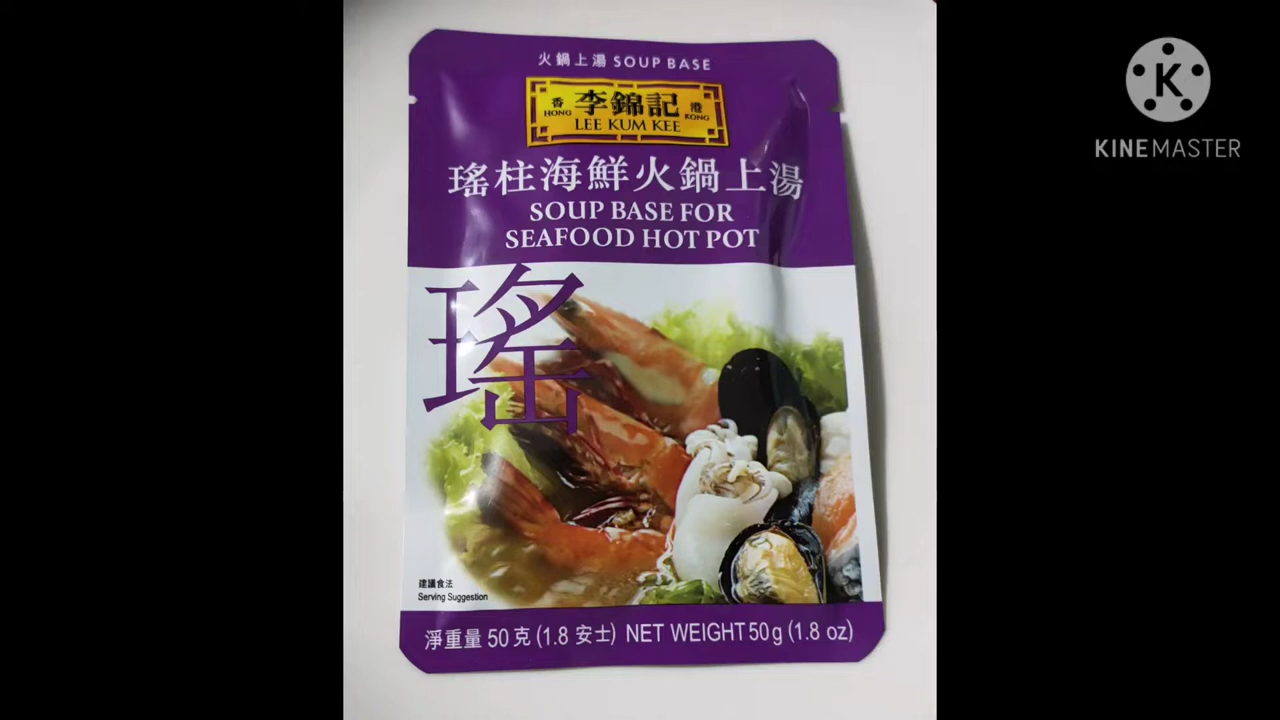 火鍋上湯 SOUP BASE
香 李錦記 港
HONG LEE KUM KEE KONG
瑤柱海鮮火鍋上湯
SOUP BASE FOR
SEAFOOD HOT POT
瑤
建議食法
Serving Suggestion
淨重量 50 克 (1.8 安士) NET WEIGHT 50g (1.8 oz)
K
KINEMASTER